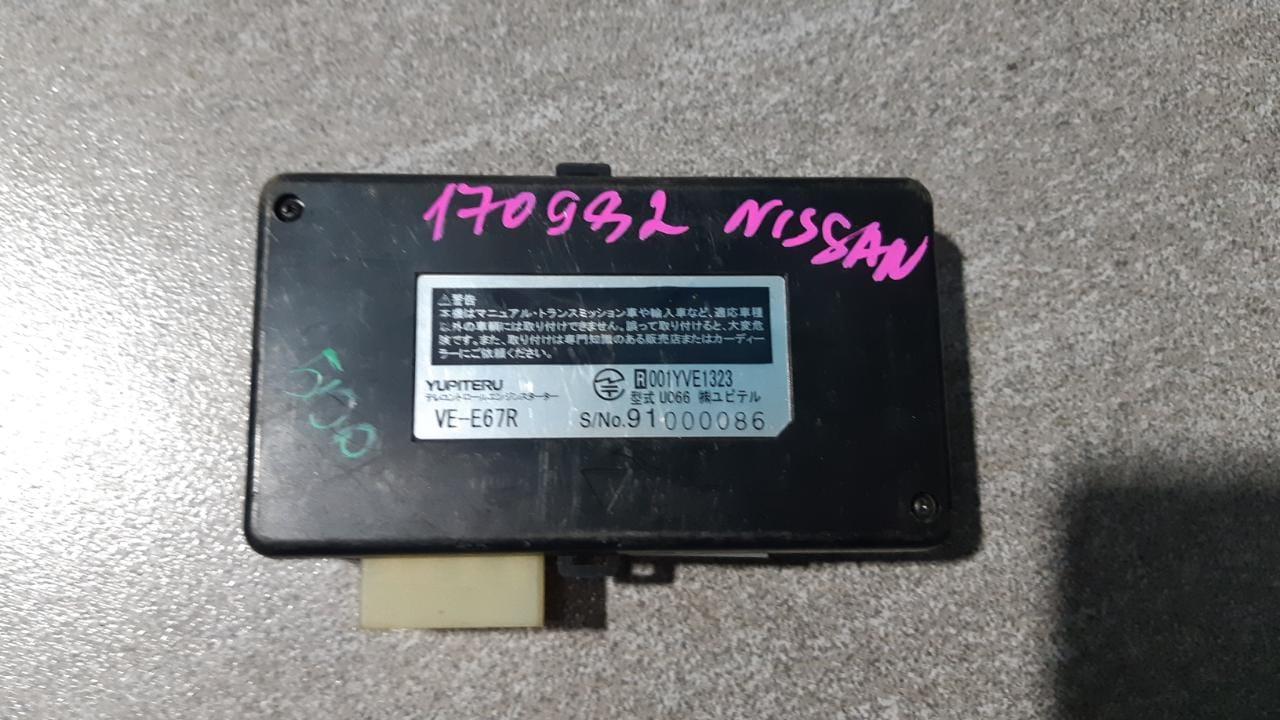 170982 NISSAN
⚠警告
本機はマニュアル・トランスミッション車や輸入車など、適応車種
以外の車輌には取り付けできません。誤って取り付けると、大変危
険です。また、取り付けは専門知識のある販売店またはカーディー
ラーにご依頼ください。
YUPITERU
テレコントロールエンジンスターター
VE-E67R
R 001YVE1323
型式 U066 ㈱ユピテル
S/No.91000086